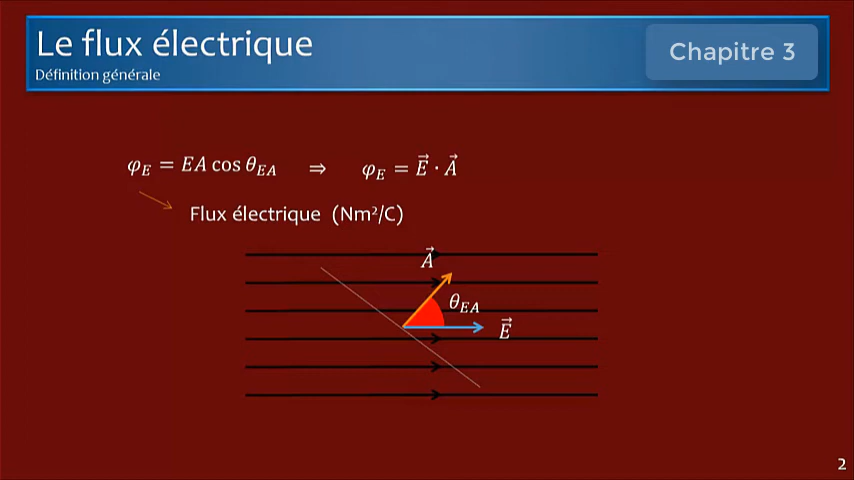 Le flux électrique
Définition générale
Chapitre 3
φ_E = EA cos θ_EA ⇒ φ_E = E⃗ · A⃗
Flux électrique (Nm²/C)
A⃗
θ_EA
E⃗
2